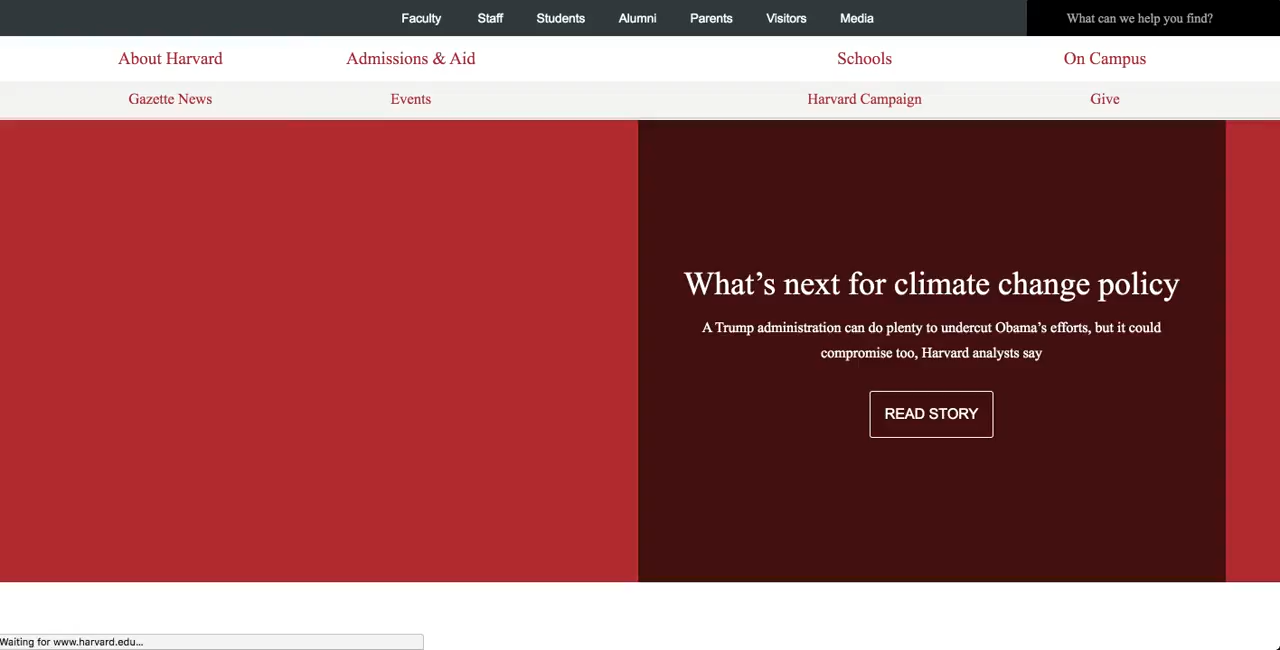 Faculty Staff Students Alumni Parents Visitors Media What can we help you find?
About Harvard Admissions & Aid Schools On Campus
Gazette News Events Harvard Campaign Give
What’s next for climate change policy
A Trump administration can do plenty to undercut Obama’s efforts, but it could
compromise too, Harvard analysts say
READ STORY
Waiting for www.harvard.edu...